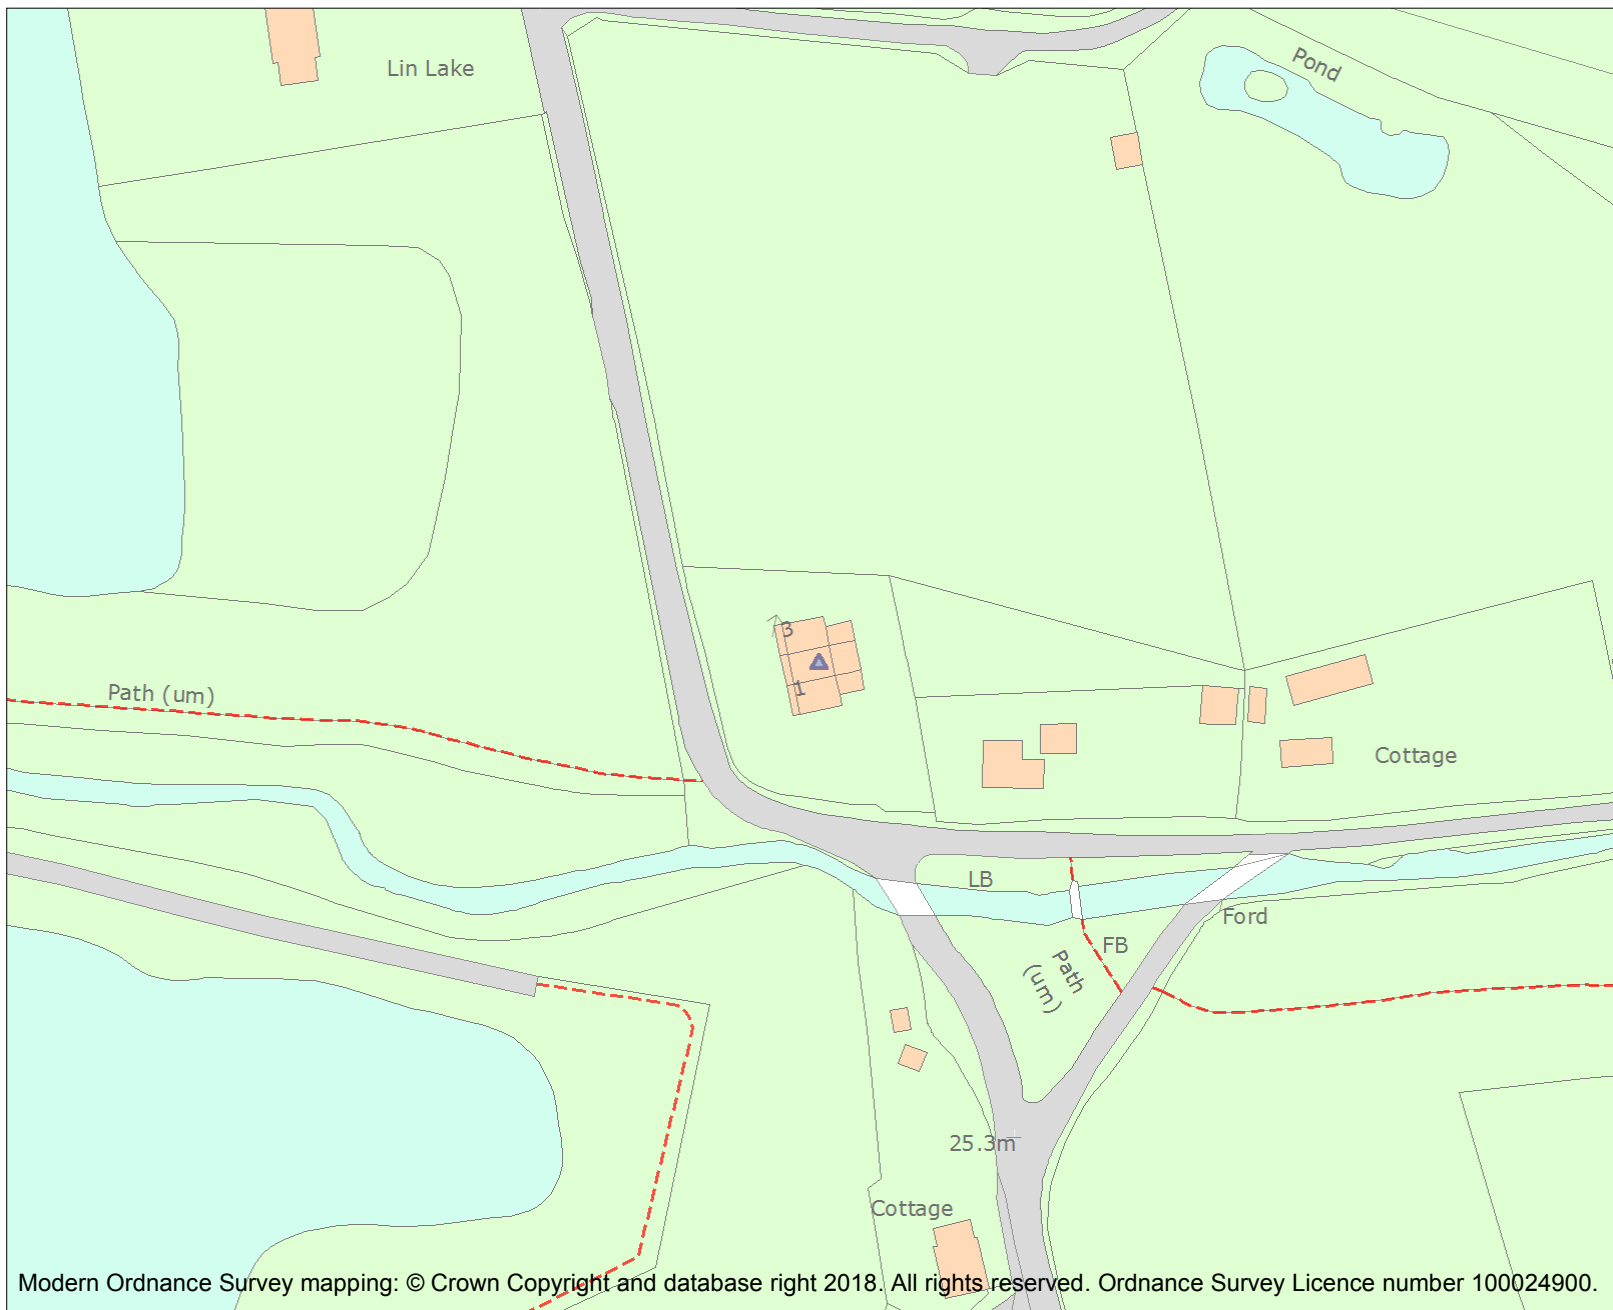 Lin Lake
Pond
3
1
Path (um)
Cottage
LB
Ford
FB
Path
(um)
25.3m
Cottage
Modern Ordnance Survey mapping: © Crown Copyright and database right 2018. All rights reserved. Ordnance Survey Licence number 100024900.